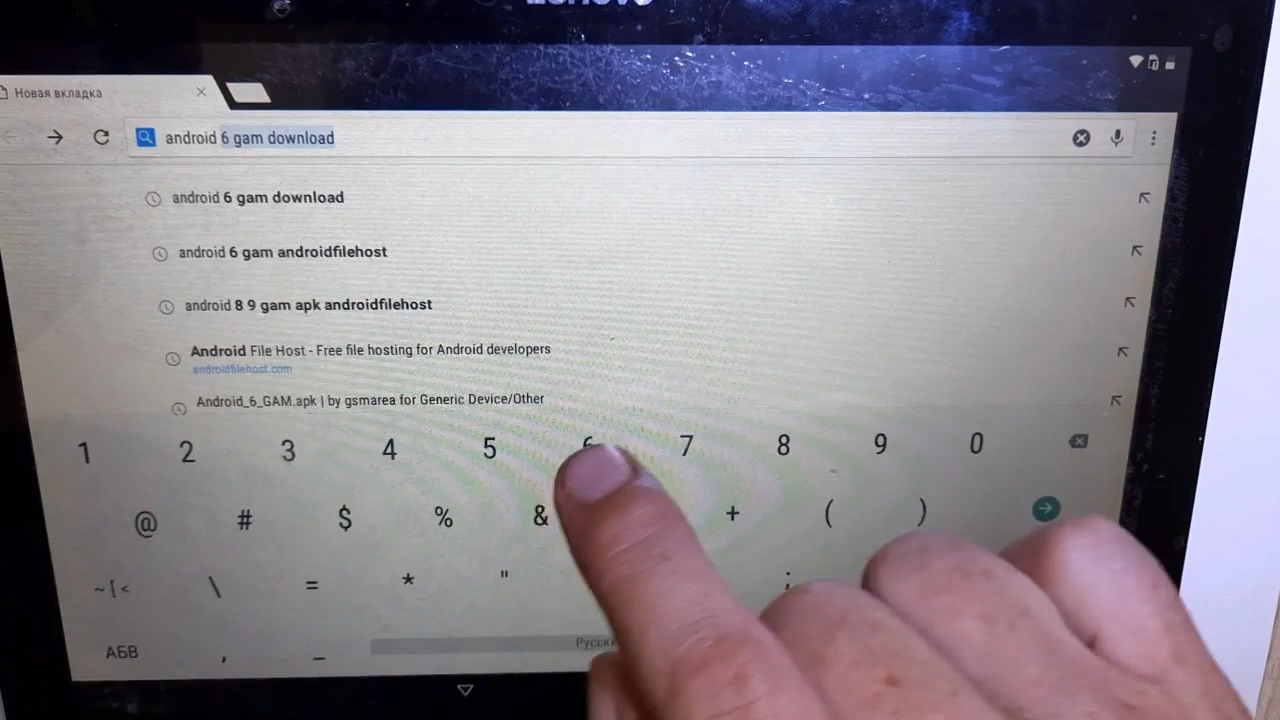 Lenovo
Новая вкладка
android 6 gam download
android 6 gam download
android 6 gam androidfilehost
android 8 9 gam apk androidfilehost
Android File Host - Free file hosting for Android developers
androidfilehost.com
Android_6_GAM.apk | by gsmarea for Generic Device/Other
1 2 3 4 5 6 7 8 9 0
@ # $ % & + ( )
~ [ < \ = * " ;
АБВ , _